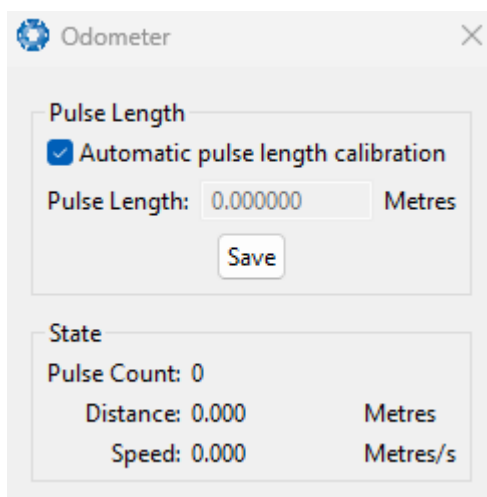 Odometer
Pulse Length
Automatic pulse length calibration
Pulse Length: 0.000000 Metres
Save
State
Pulse Count: 0
Distance: 0.000 Metres
Speed: 0.000 Metres/s